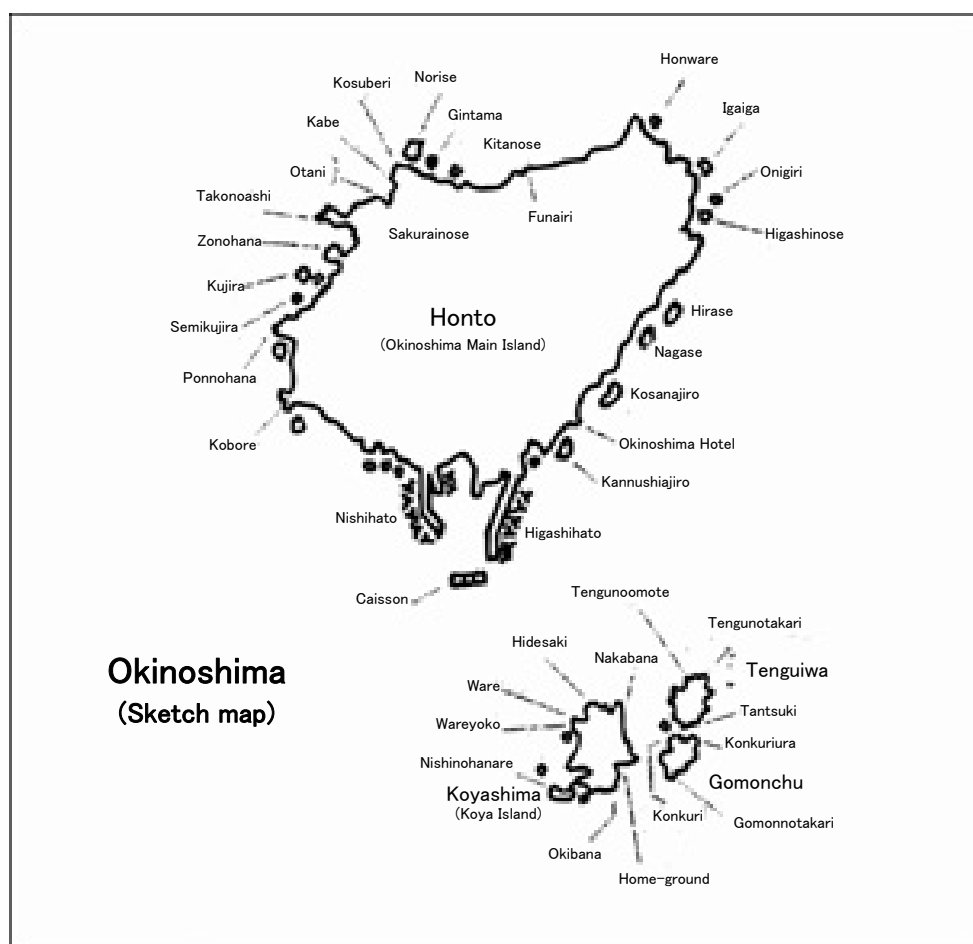 Honware
Norise
Kosuberi
Igaiga
Gintama
Kabe
Kitanose
Otani
Onigiri
Takonoashi
Funairi
Sakurainose
Higashinose
Zonohana
Kujira
Honto
Hirase
Semikujira
(Okinoshima Main Island)
Nagase
Ponnohana
Kosanajiro
Kobore
Okinoshima Hotel
Kannushiajiro
Nishihato
Higashihato
Caisson
Tengunoomote
Tengunotakari
Hidesaki
Nakabana
Okinoshima
Tenguiwa
Ware
(Sketch map)
Tantsuki
Wareyoko
Konkuriura
Nishinohanare
Gomonchu
Koyashima
(Koya Island)
Konkuri
Gomonnotakari
Okibana
Home-ground